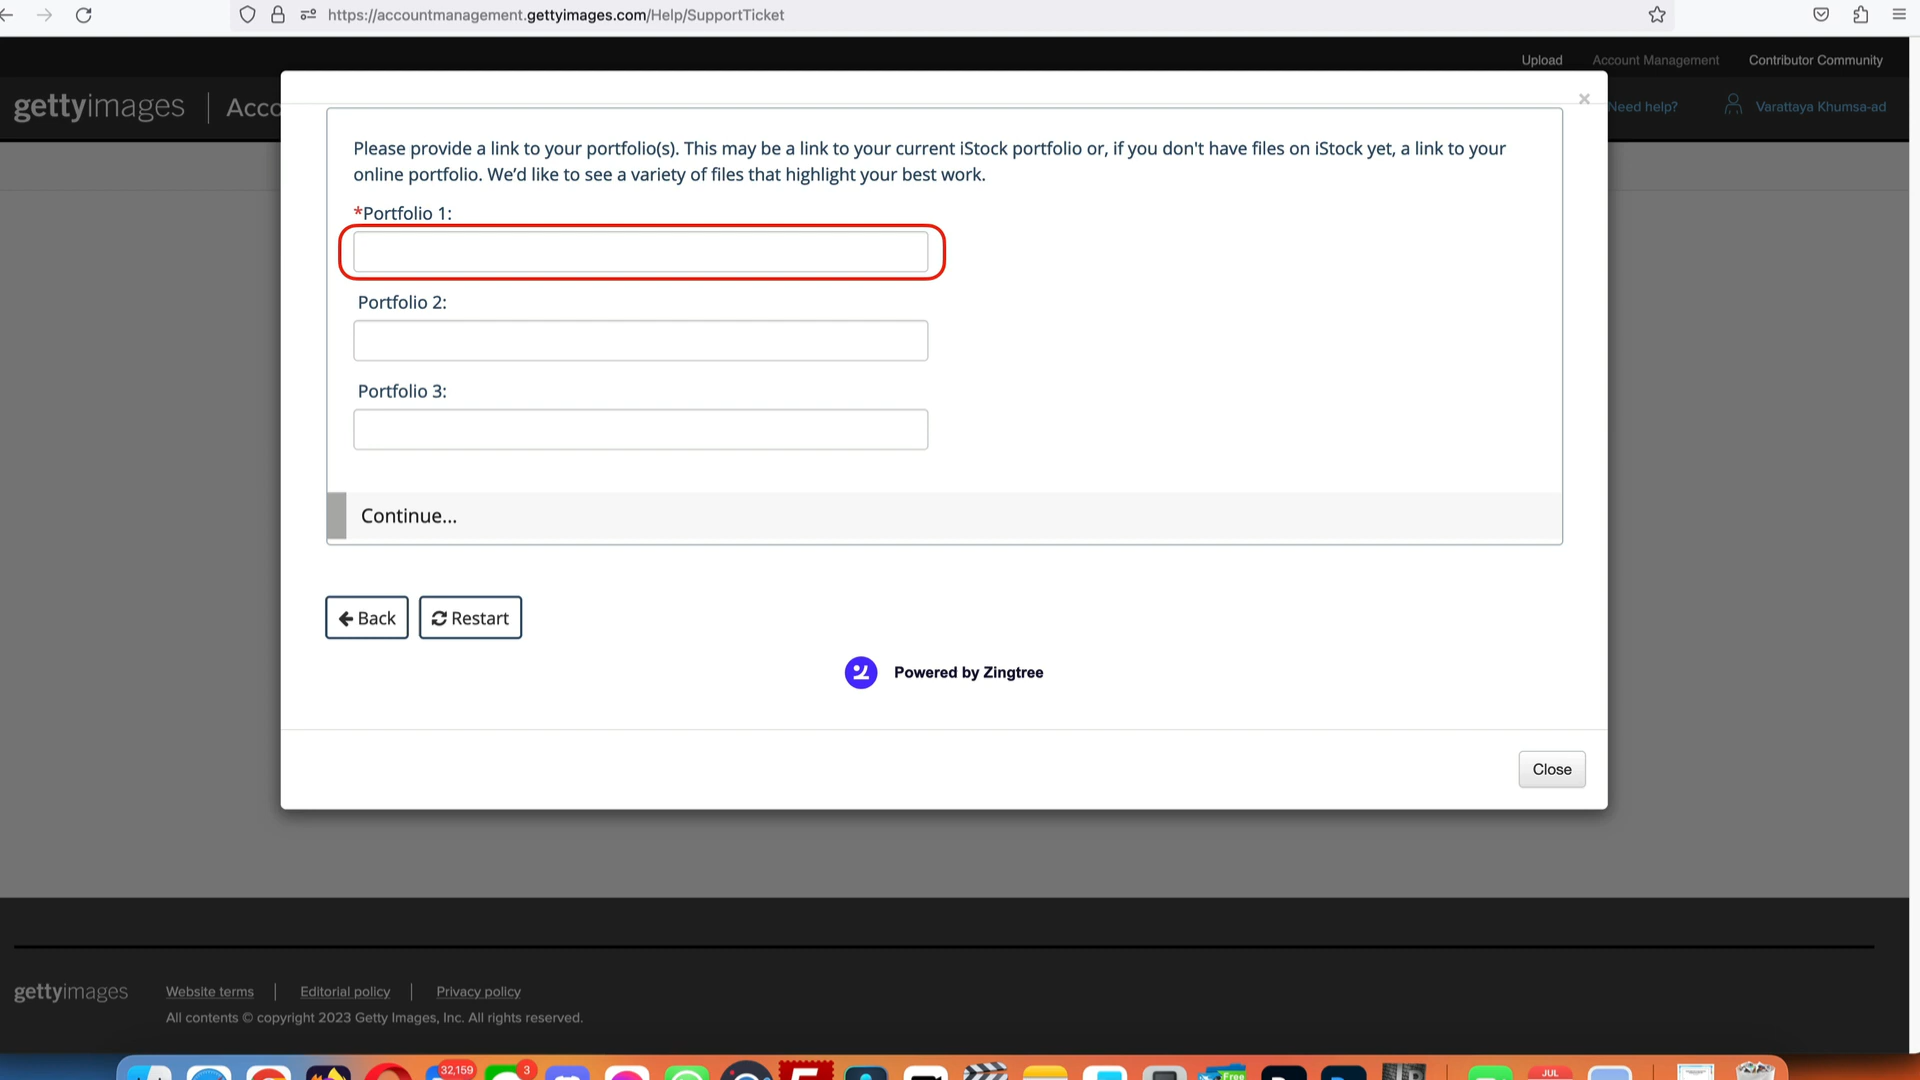 https://accountmanagement.gettyimages.com/Help/SupportTicket
Upload Account Management Contributor Community
gettyimages Acco
Need help? Varattaya Khumsa-ad
×
Please provide a link to your portfolio(s). This may be a link to your current iStock portfolio or, if you don't have files on iStock yet, a link to your
online portfolio. We'd like to see a variety of files that highlight your best work.
*Portfolio 1:
Portfolio 2:
Portfolio 3:
Continue...
Back Restart
Powered by Zingtree
Close
gettyimages Website terms | Editorial policy | Privacy policy
All contents © copyright 2023 Getty Images, Inc. All rights reserved.
32,159 3 Free JUL